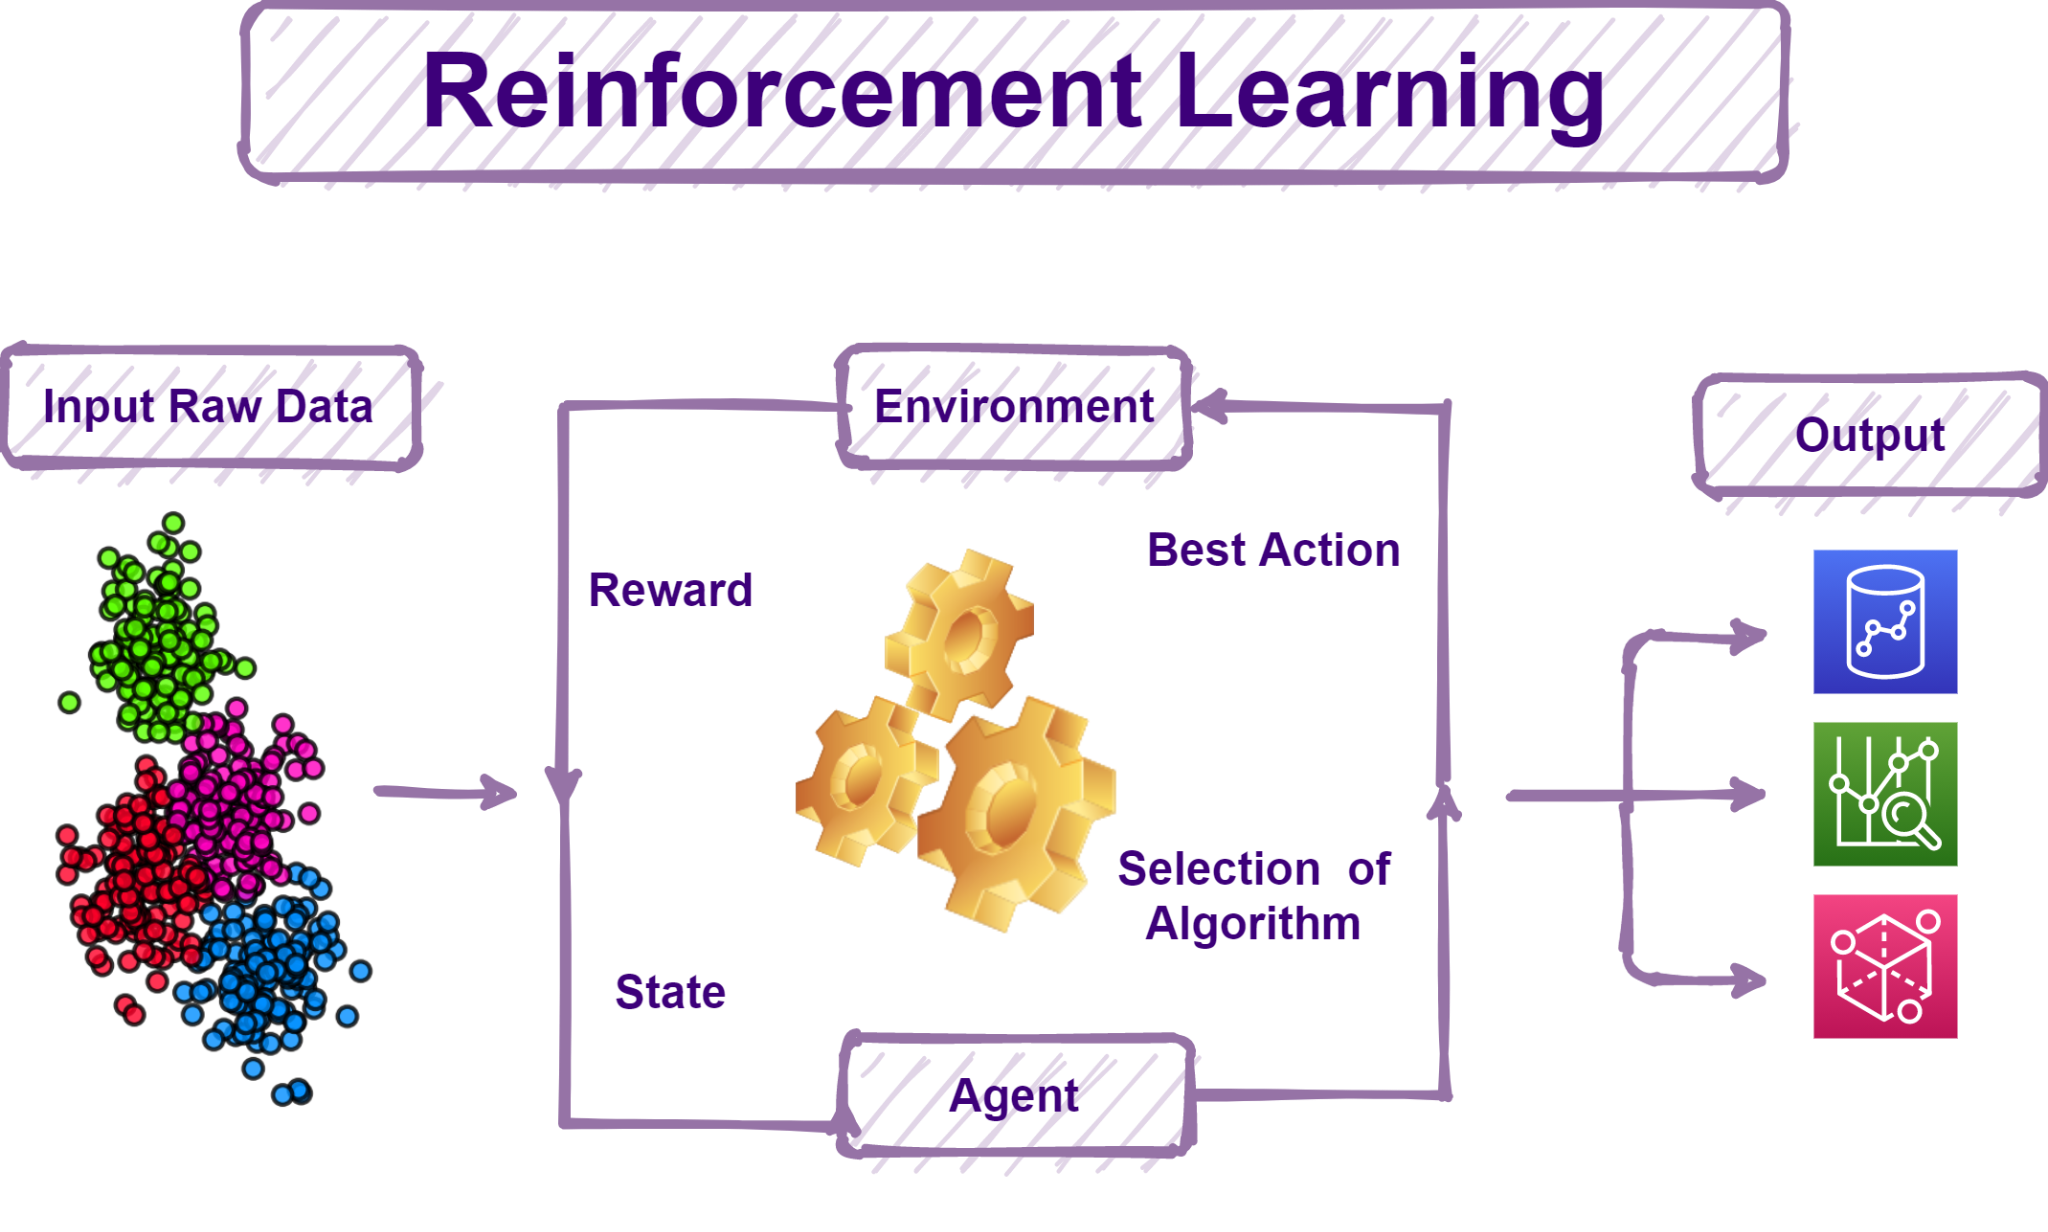 Reinforcement Learning
Input Raw Data
Environment
Output
Reward
Best Action
Selection of
Algorithm
State
Agent